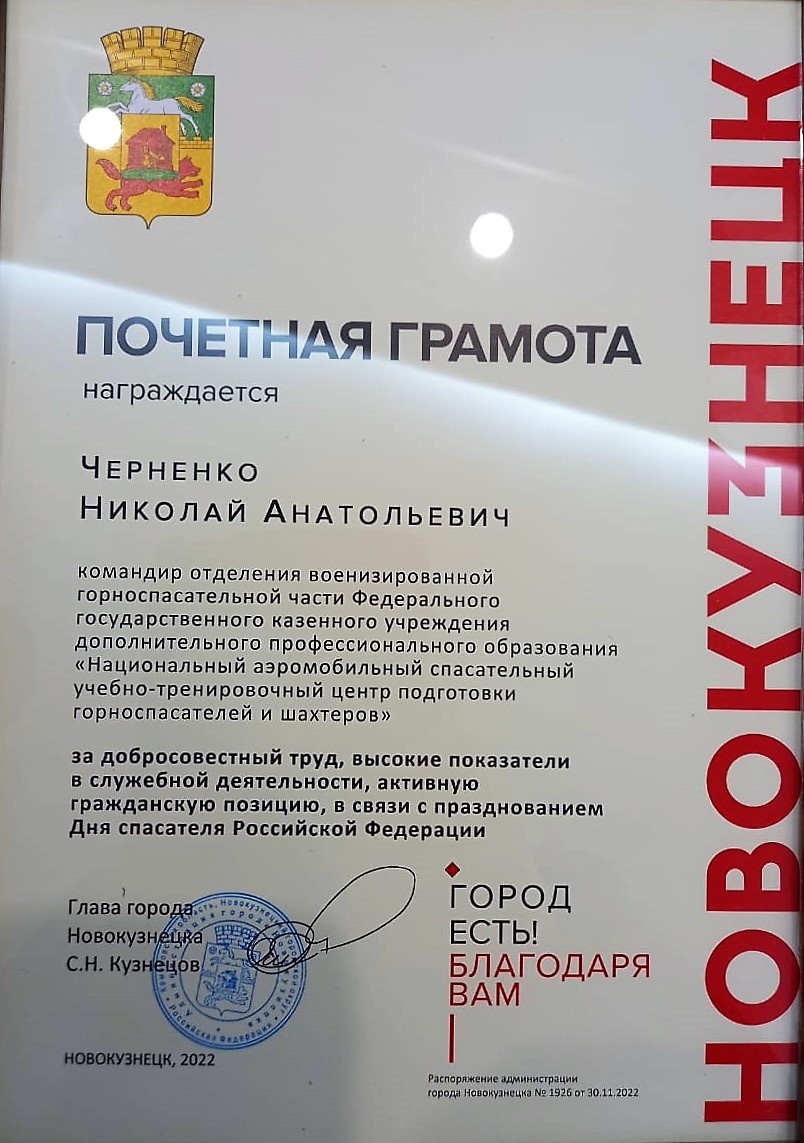 ПОЧЕТНАЯ ГРАМОТА
награждается
ЧЕРНЕНКО
НИКОЛАЙ АНАТОЛЬЕВИЧ
командир отделения военизированной
горноспасательной части Федерального
государственного казенного учреждения
дополнительного профессионального образования
«Национальный аэромобильный спасательный
учебно-тренировочный центр подготовки
горноспасателей и шахтеров»
за добросовестный труд, высокие показатели
в служебной деятельности, активную
гражданскую позицию, в связи с празднованием
Дня спасателя Российской Федерации
Глава города
Новокузнецка
С.Н. Кузнецов
НОВОКУЗНЕЦК, 2022
ГОРОД
ЕСТЬ!
БЛАГОДАРЯ
ВАМ
Распоряжение администрации
города Новокузнецка № 1926 от 30.11.2022
НОВОКУЗНЕЦК